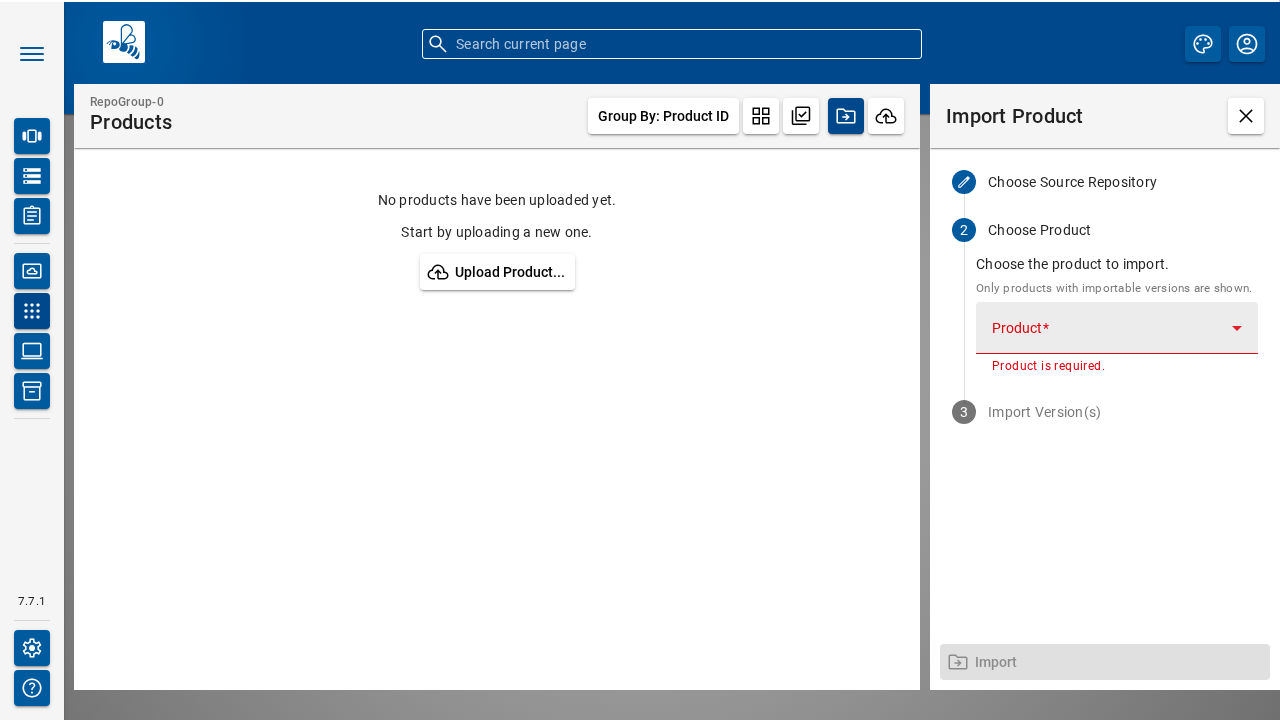 Search current page
RepoGroup-0
Products
Group By: Product ID
No products have been uploaded yet.
Start by uploading a new one.
Upload Product...
Import Product
Choose Source Repository
2
Choose Product
Choose the product to import.
Only products with importable versions are shown.
Product*
Product is required.
3
Import Version(s)
Import
7.7.1